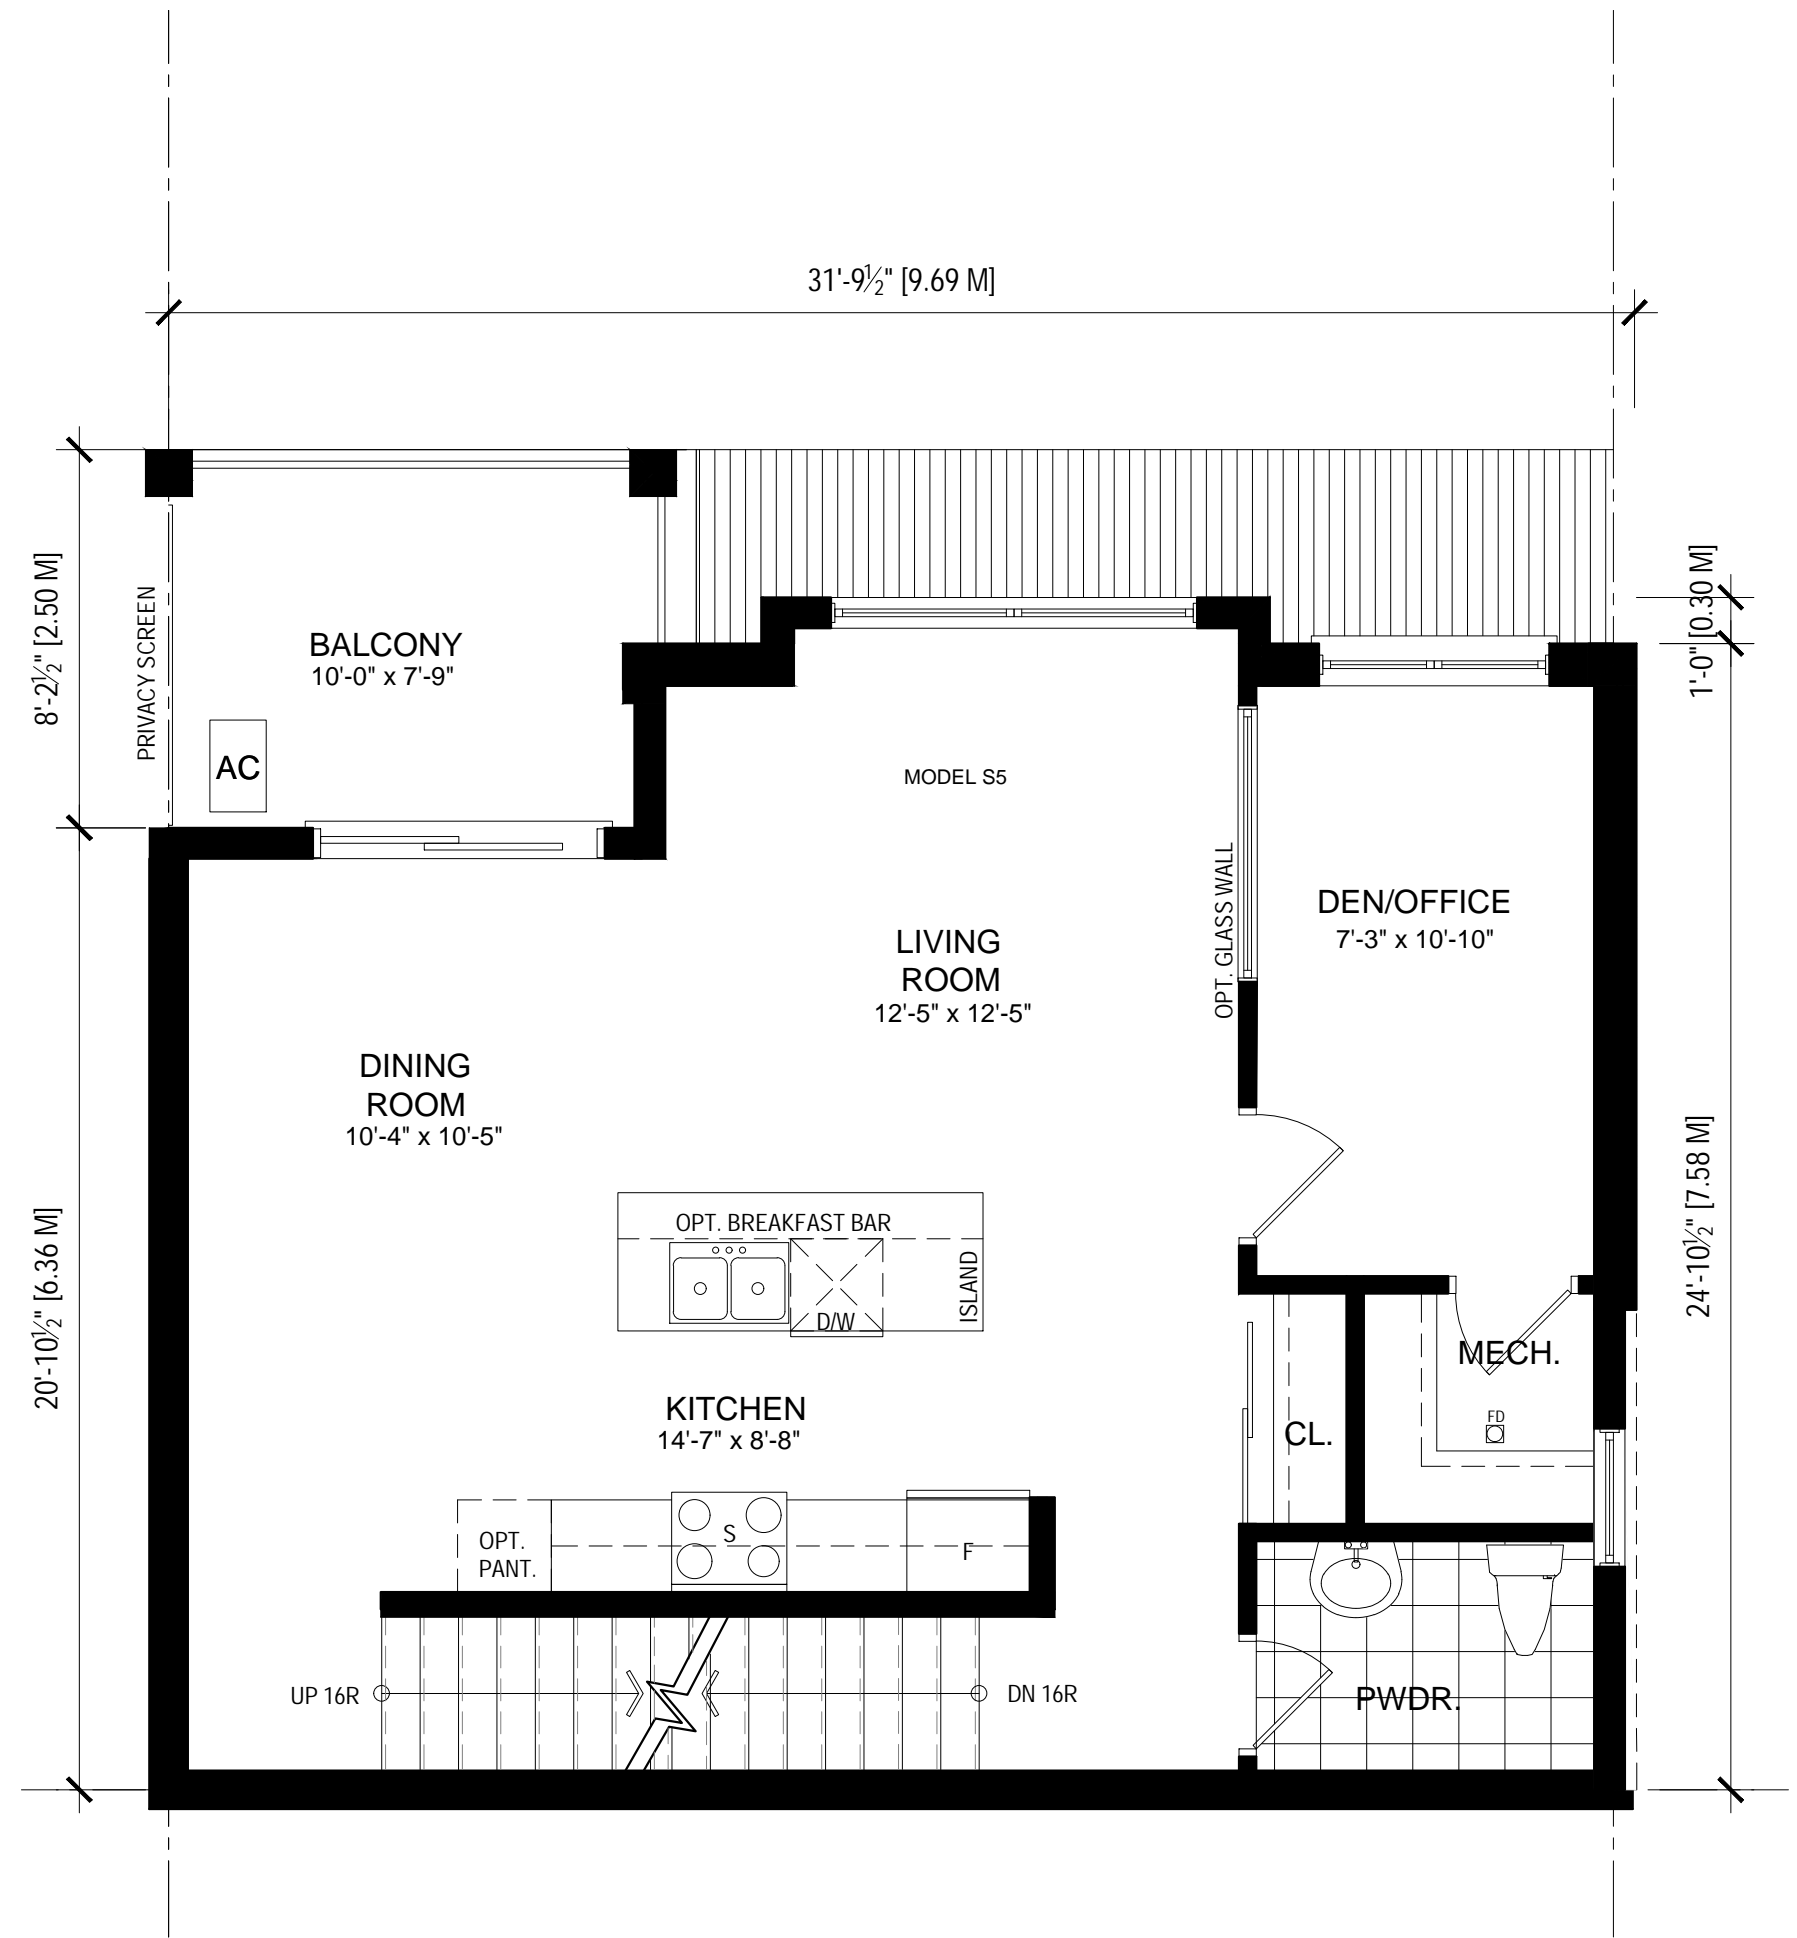 31'-9½" [9.69 M]
8'-2½" [2.50 M]
PRIVACY SCREEN
BALCONY
10'-0" x 7'-9"
AC
1'-0" [0.30 M]
MODEL S5
OPT. GLASS WALL
DEN/OFFICE
7'-3" x 10'-10"
LIVING
ROOM
12'-5" x 12'-5"
DINING
ROOM
10'-4" x 10'-5"
20'-10½" [6.36 M]
24'-10½" [7.58 M]
OPT. BREAKFAST BAR
ISLAND
D/W
MECH.
KITCHEN
14'-7" x 8'-8"
CL.
FD
OPT.
PANT.
S
F
UP 16R
DN 16R
PWDR.